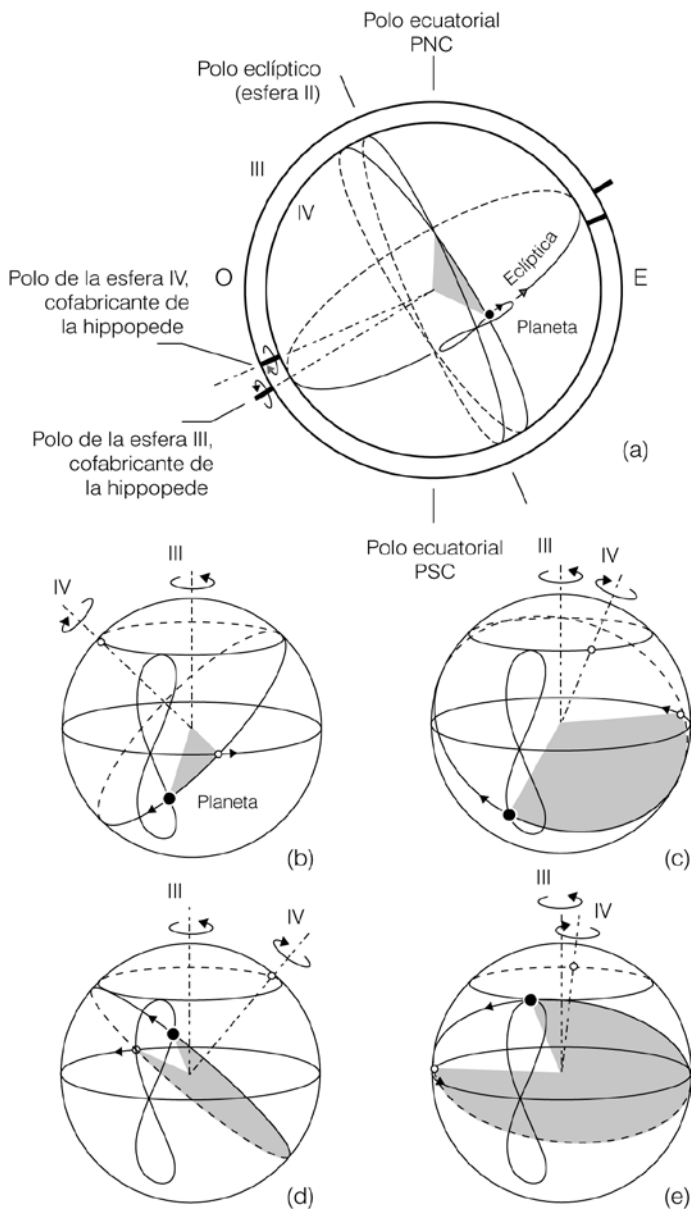 Polo ecuatorial
PNC
Polo eclíptico
(esfera II)
III
IV
O
E
Eclíptica
Planeta
Polo de la esfera IV,
cofabricante de
la hippopede
Polo de la esfera III,
cofabricante de
la hippopede
(a)
Polo ecuatorial
PSC
III
IV
Planeta
(b)
III
IV
(c)
III
IV
(d)
III
IV
(e)